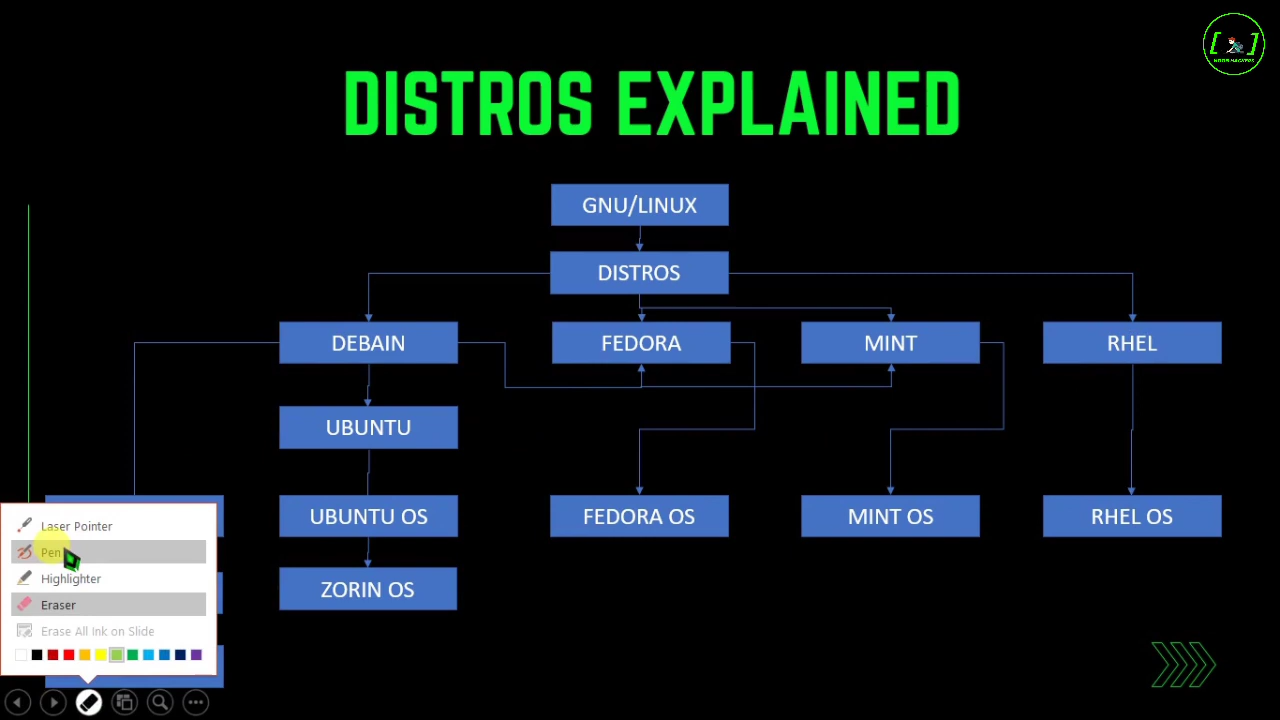 DISTROS EXPLAINED
GNU/LINUX
DISTROS
DEBAIN
FEDORA
MINT
RHEL
UBUNTU
UBUNTU OS
FEDORA OS
MINT OS
RHEL OS
ZORIN OS
Laser Pointer
Pen
Highlighter
Eraser
Erase All Ink on Slide